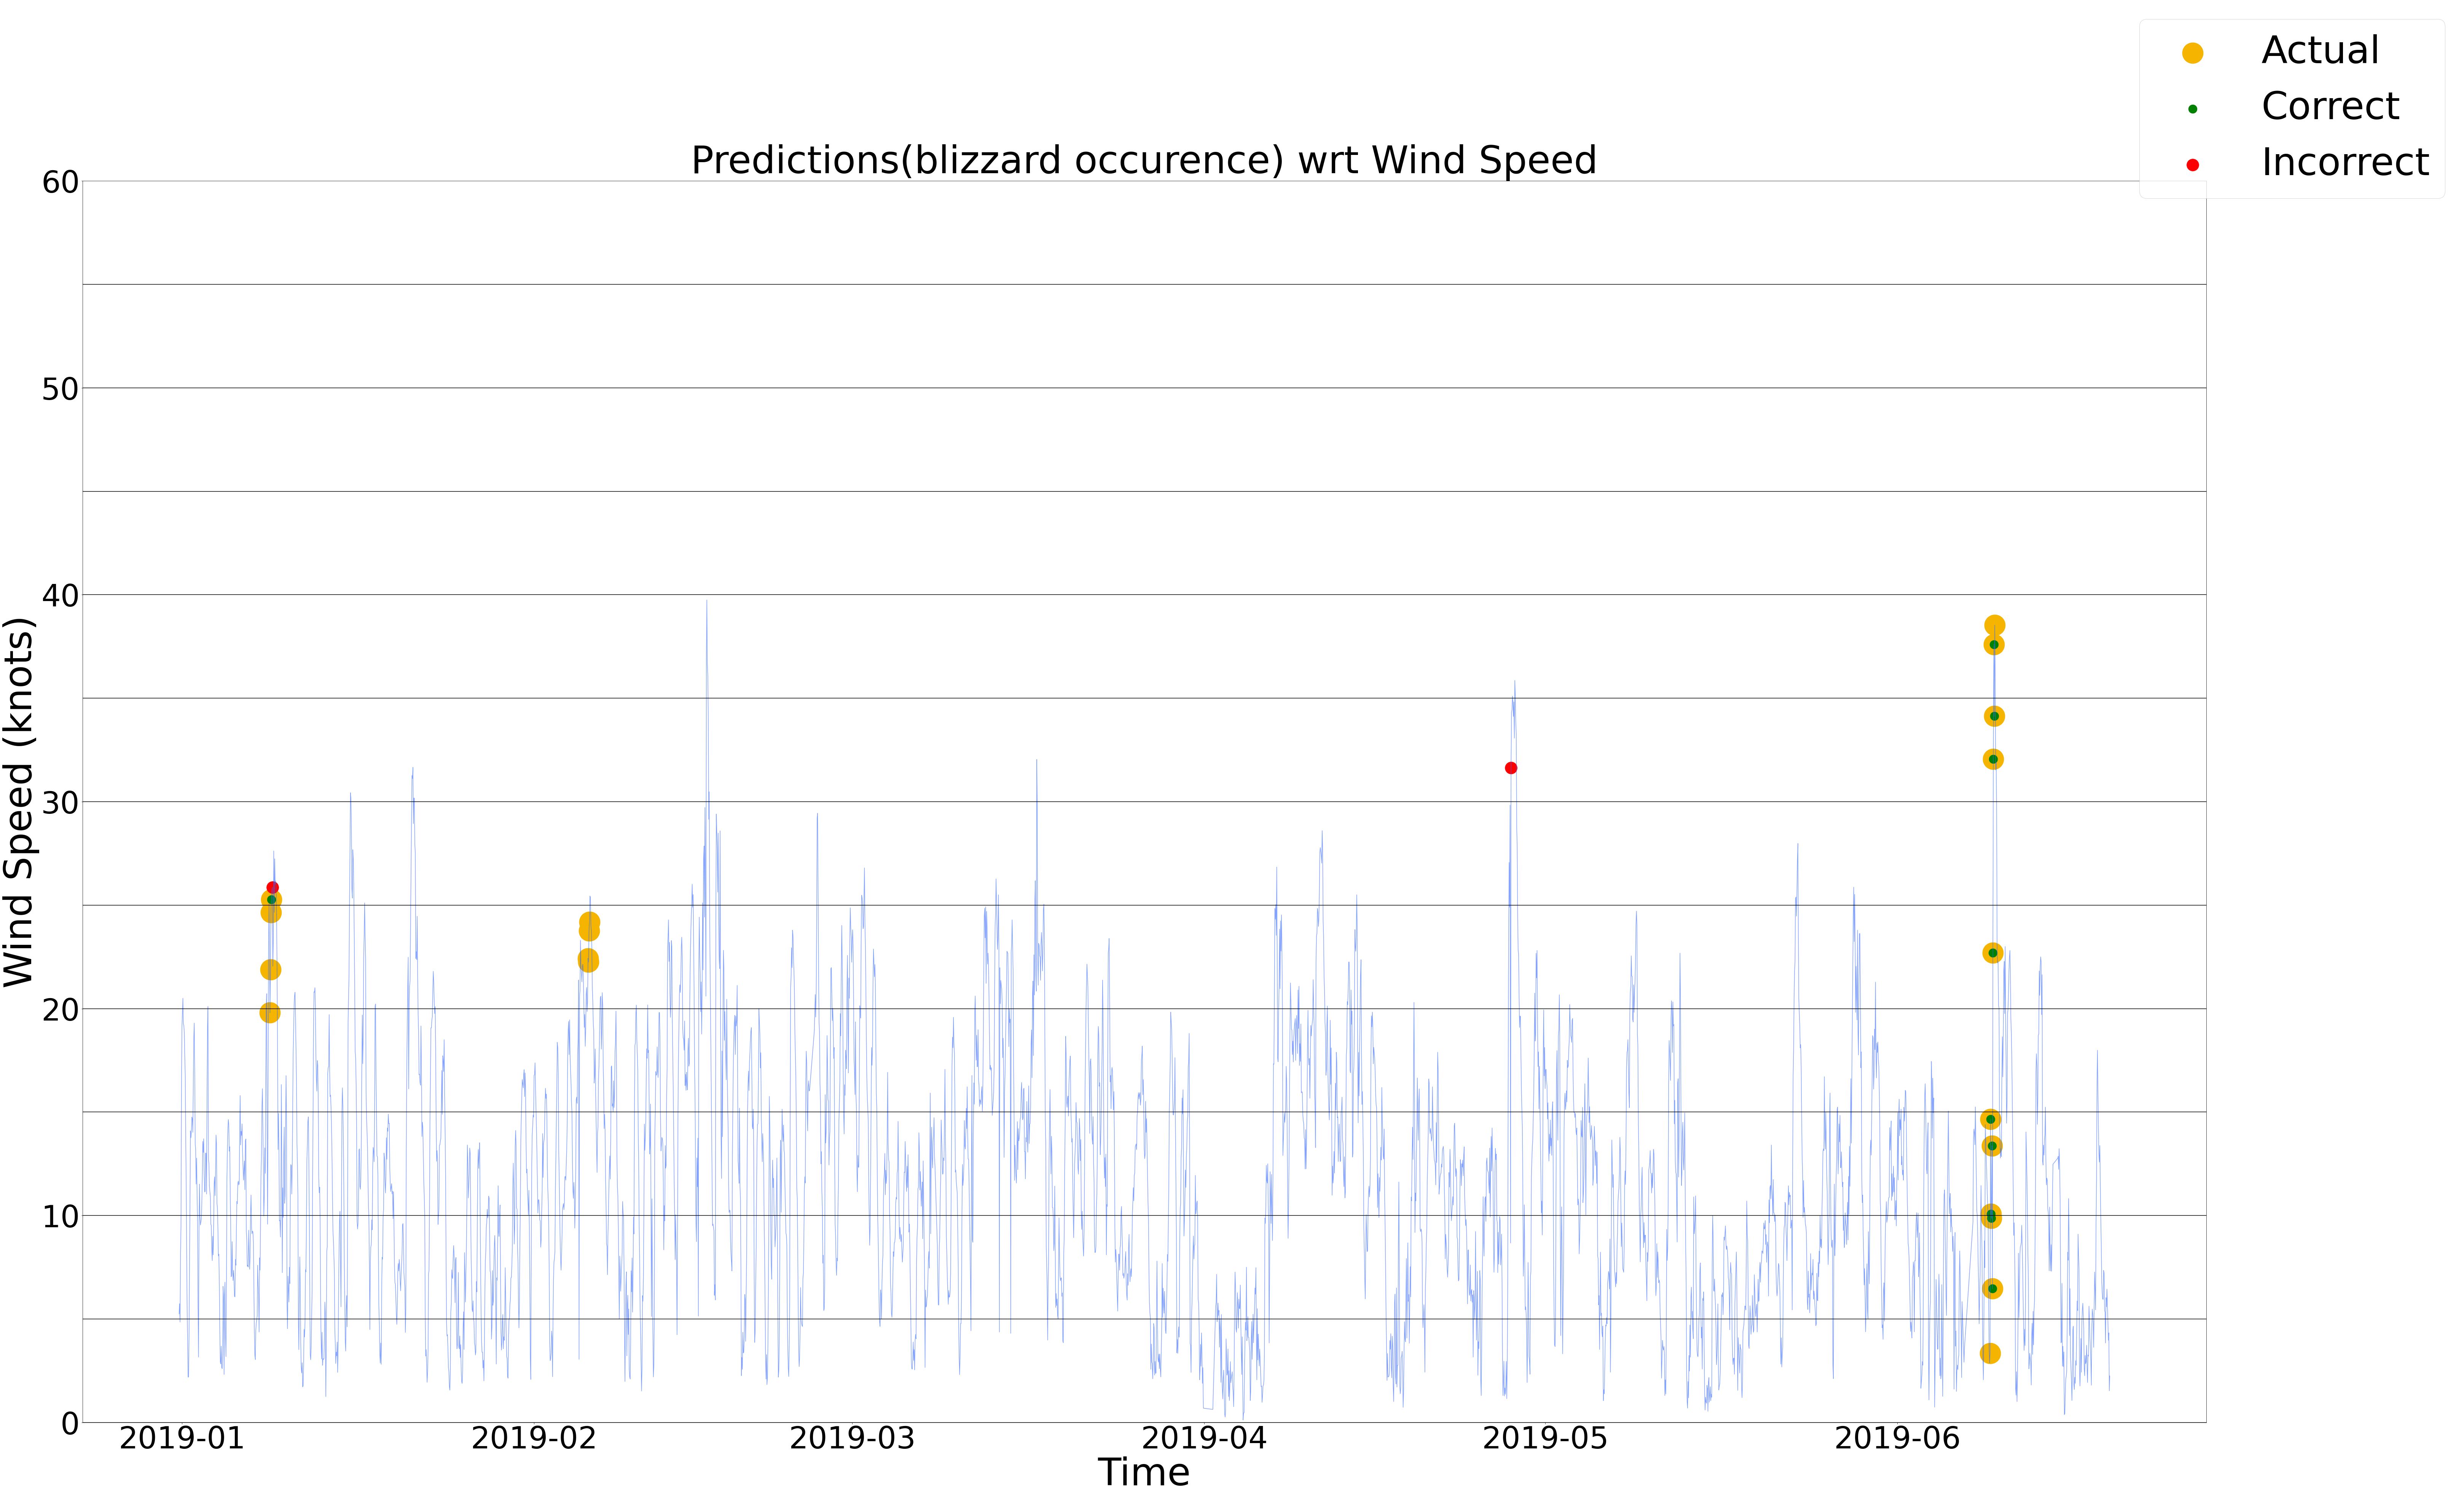 Actual
Correct
Incorrect
Predictions(blizzard occurence) wrt Wind Speed
60
50
40
30
20
10
0
Wind Speed (knots)
2019-01 2019-02 2019-03 2019-04 2019-05 2019-06
Time